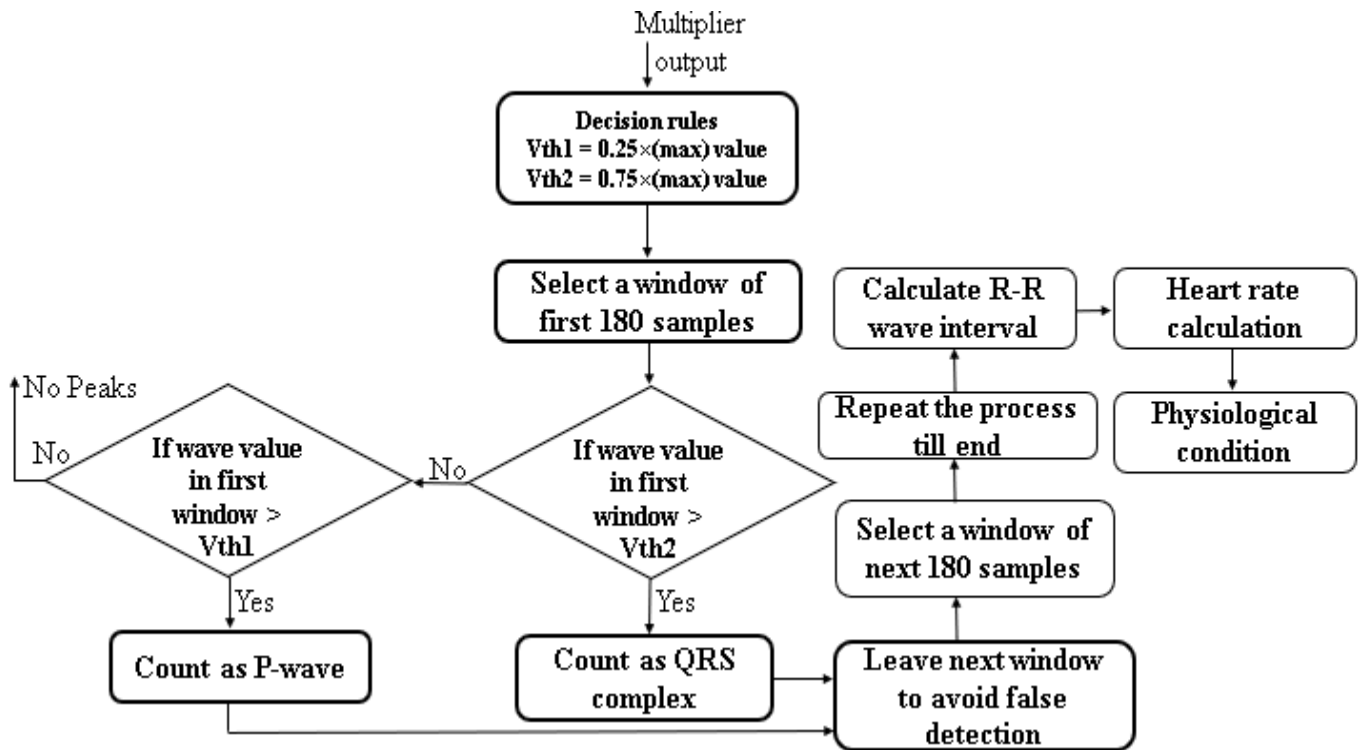 Multiplier
output
Decision rules
Vth1 = 0.25×(max) value
Vth2 = 0.75×(max) value
Select a window of
first 180 samples
If wave value
in first
window >
Vth2
No
If wave value
in first
window >
Vth1
No
No Peaks
Yes
Count as P-wave
Yes
Count as QRS
complex
Leave next window
to avoid false
detection
Select a window of
next 180 samples
Repeat the process
till end
Calculate R-R
wave interval
Heart rate
calculation
Physiological
condition